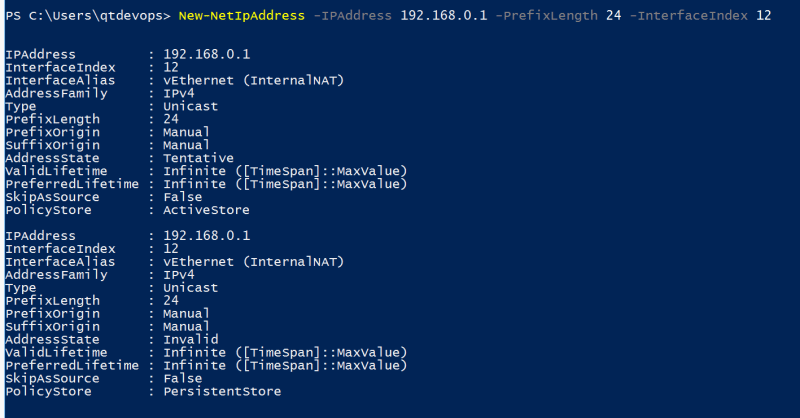 PS C:\Users\qtdevops> New-NetIpAddress -IPAddress 192.168.0.1 -PrefixLength 24 -InterfaceIndex 12
IPAddress : 192.168.0.1
InterfaceIndex : 12
InterfaceAlias : vEthernet (InternalNAT)
AddressFamily : IPv4
Type : Unicast
PrefixLength : 24
PrefixOrigin : Manual
SuffixOrigin : Manual
AddressState : Tentative
ValidLifetime : Infinite ([TimeSpan]::MaxValue)
PreferredLifetime : Infinite ([TimeSpan]::MaxValue)
SkipAsSource : False
PolicyStore : ActiveStore
IPAddress : 192.168.0.1
InterfaceIndex : 12
InterfaceAlias : vEthernet (InternalNAT)
AddressFamily : IPv4
Type : Unicast
PrefixLength : 24
PrefixOrigin : Manual
SuffixOrigin : Manual
AddressState : Invalid
ValidLifetime : Infinite ([TimeSpan]::MaxValue)
PreferredLifetime : Infinite ([TimeSpan]::MaxValue)
SkipAsSource : False
PolicyStore : PersistentStore